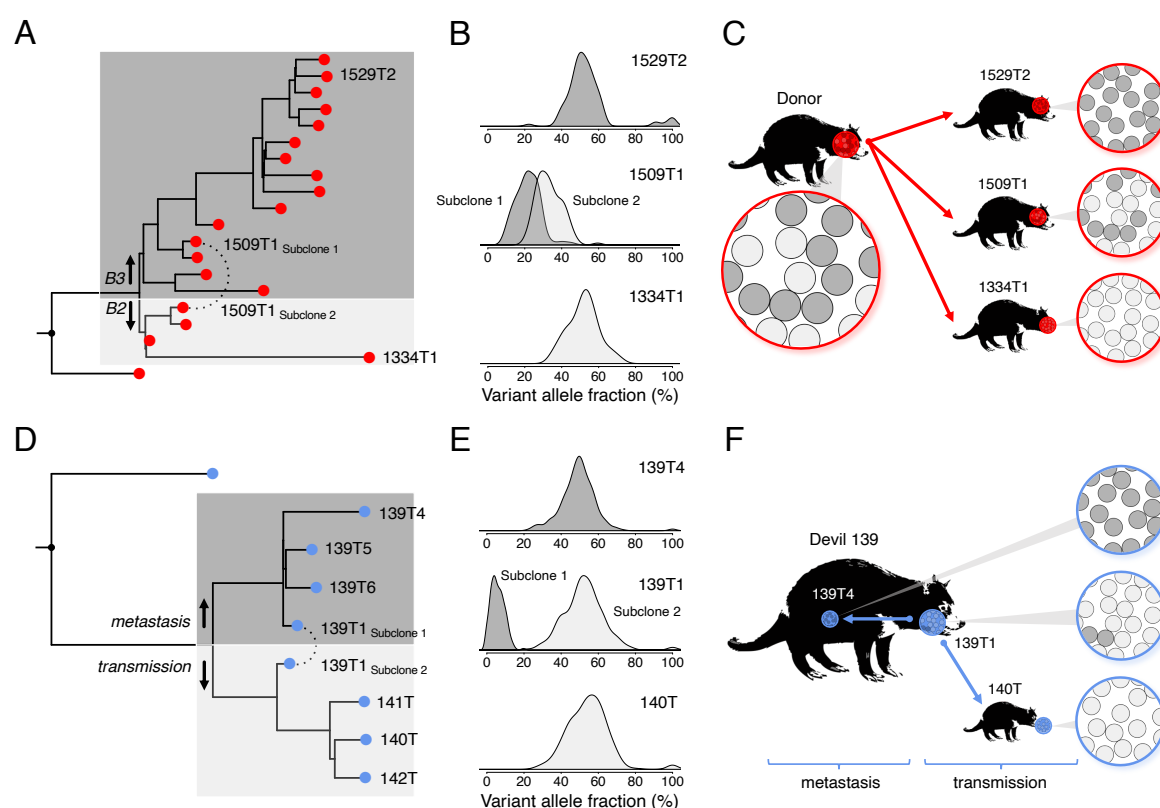 A
1529T2
1509T1 Subclone 1
B3
B2
1509T1 Subclone 2
1334T1
B
1529T2
0 20 40 60 80 100
1509T1
Subclone 1
Subclone 2
0 20 40 60 80 100
1334T1
0 20 40 60 80 100
Variant allele fraction (%)
C
Donor
1529T2
1509T1
1334T1
D
139T4
139T5
139T6
139T1 Subclone 1
metastasis
transmission
139T1 Subclone 2
141T
140T
142T
E
139T4
0 20 40 60 80 100
Subclone 1
139T1
Subclone 2
0 20 40 60 80 100
140T
0 20 40 60 80 100
Variant allele fraction (%)
F
Devil 139
139T4
139T1
140T
metastasis
transmission